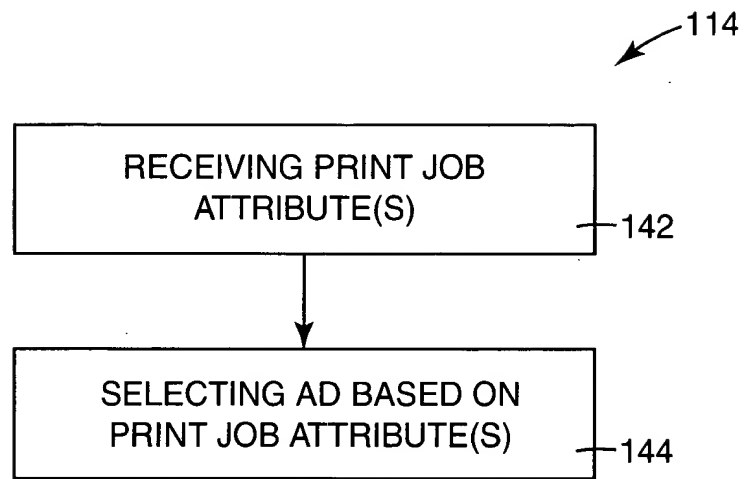 114
RECEIVING PRINT JOB
ATTRIBUTE(S)
142
SELECTING AD BASED ON
PRINT JOB ATTRIBUTE(S)
144